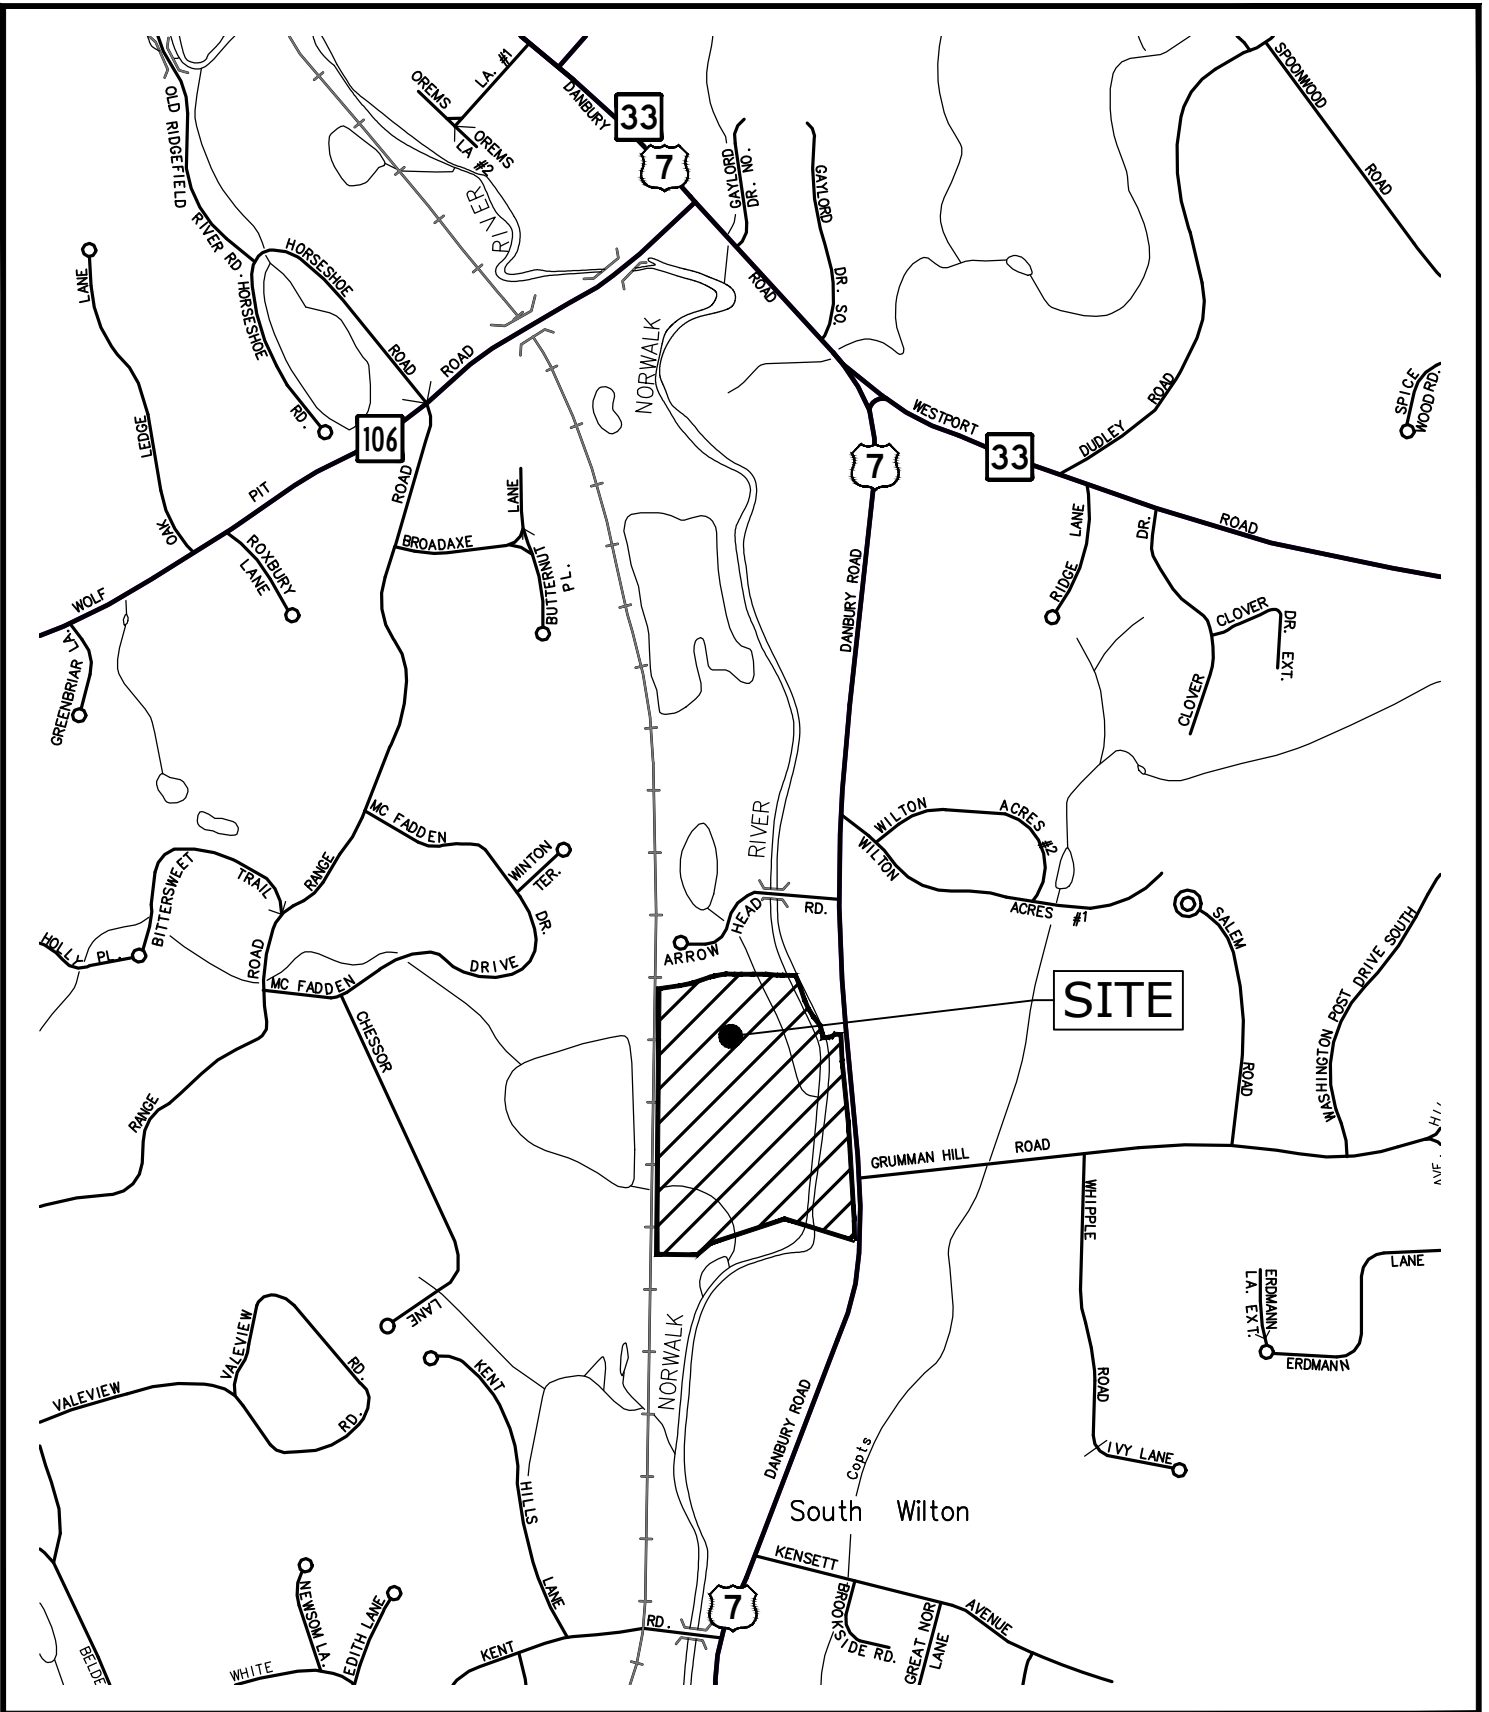 SPOONWOOD
ROAD
LA. #1
OREMS
OREMS
LA #2
DANBURY
33
7
OLD RIDGEFIELD
RIVER RD.
GAYLORD
DR. NO.
GAYLORD
DR. SO.
RIVER
HORSESHOE
ROAD
HORSESHOE
RD.
LANE
LEDGE
OAK
ROAD
NORWALK
ROAD
106
PIT
WOLF
ROAD
WESTPORT
33
7
DUDLEY
ROAD
SPICE
WOOD RD.
ROAD
LANE
RIDGE
DR.
CLOVER
CLOVER
DR. EXT.
LANE
BROADAXE
BUTTERNUT
PL.
ROXBURY
LANE
GREENBRIAR LA.
DANBURY ROAD
MC FADDEN
WINTON
TER.
DR.
DRIVE
MC FADDEN
RANGE
TRAIL
BITTERSWEET
HOLLY PL.
ROAD
RIVER
WILTON
ACRES
#2
WILTON
ACRES
#1
HEAD
RD.
ARROW
SALEM
ROAD
WASHINGTON POST DRIVE SOUTH
SITE
CHESSOR
RANGE
GRUMMAN HILL
ROAD
WHIPPLE
ROAD
LANE
ERDMANN
LA. EXT.
ERDMANN
LANE
VALEVIEW
RD.
VALEVIEW
RD.
KENT
HILLS
LANE
NORWALK
DANBURY ROAD
Copts
IVY LANE
South Wilton
KENSETT
AVENUE
BROOKSIDE RD.
GREAT NOR
LANE
7
NEWSOM LA.
EDITH LANE
WHITE
BELDE
KENT
RD.